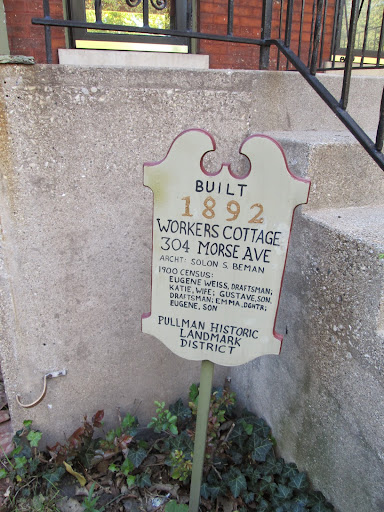 BUILT
1892
WORKERS COTTAGE
304 MORSE AVE
ARCHT: SOLON S. BEMAN
1900 CENSUS:
EUGENE WEISS, DRAFTSMAN;
KATIE, WIFE; GUSTAVE, SON,
DRAFTSMAN; EMMA, DGHTR;
EUGENE, SON
PULLMAN HISTORIC
LANDMARK
DISTRICT